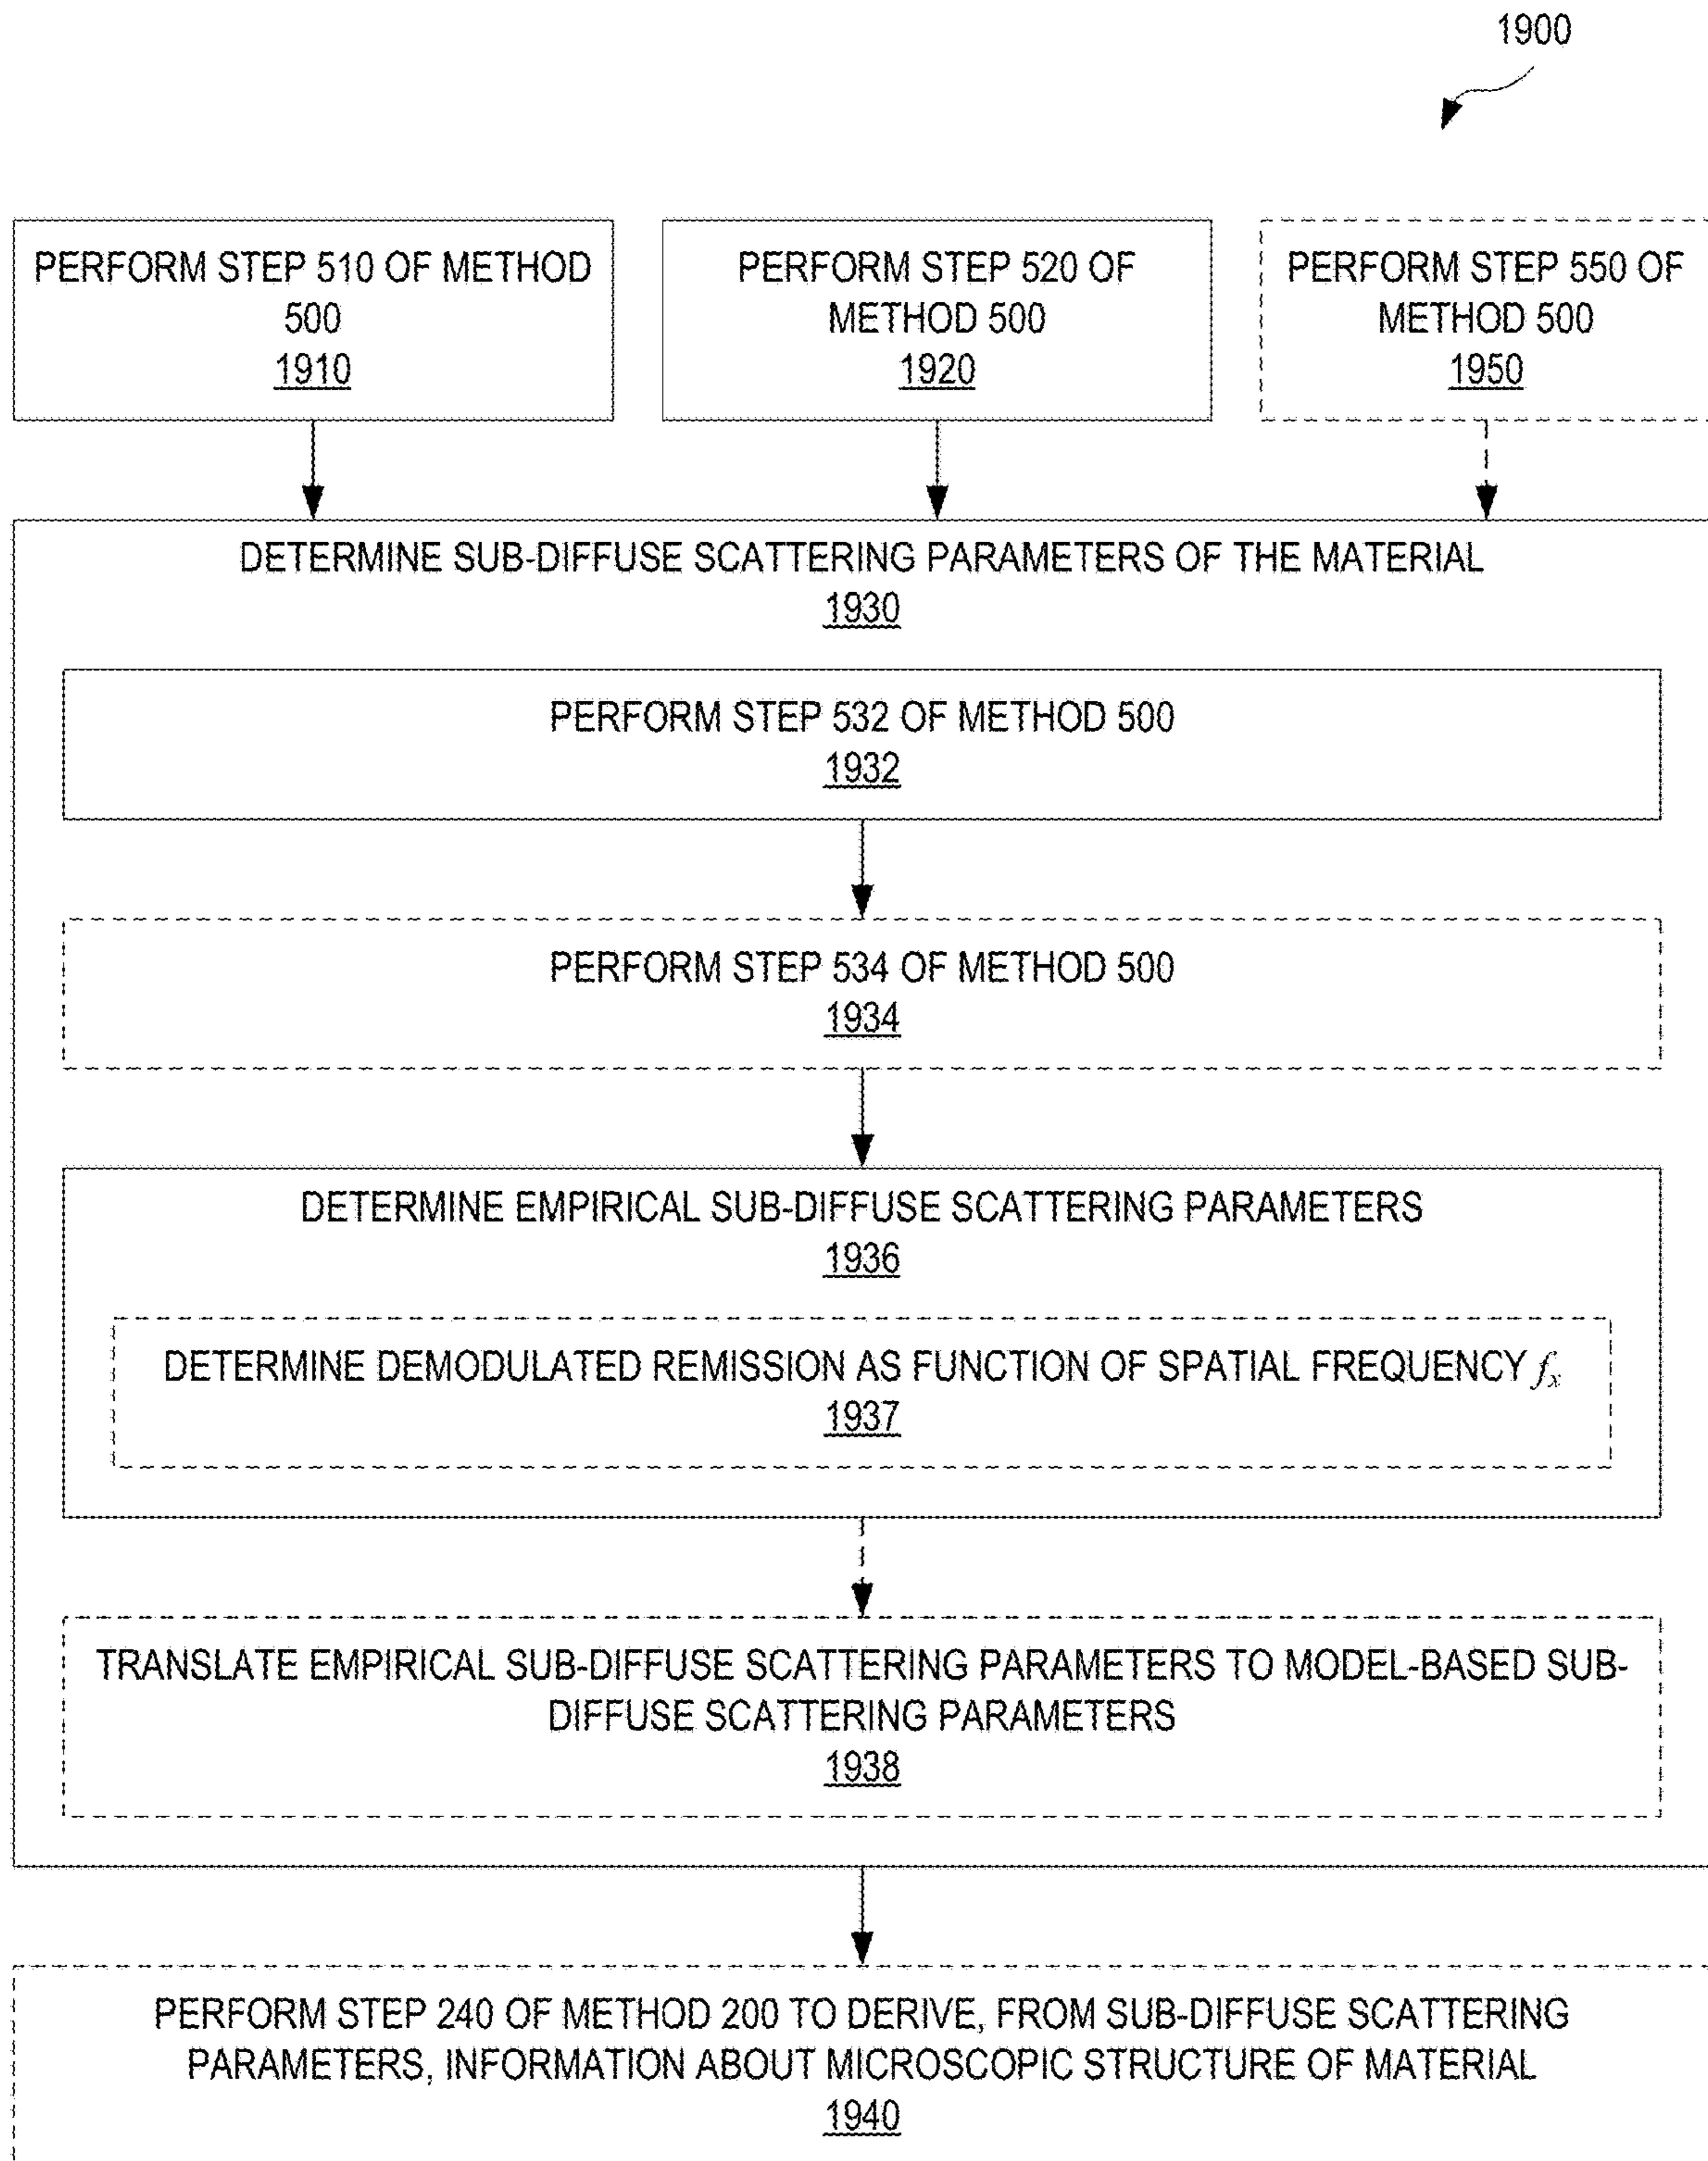 1900
PERFORM STEP 510 OF METHOD
500
1910
PERFORM STEP 520 OF
METHOD 500
1920
PERFORM STEP 550 OF
METHOD 500
1950
DETERMINE SUB-DIFFUSE SCATTERING PARAMETERS OF THE MATERIAL
1930
PERFORM STEP 532 OF METHOD 500
1932
PERFORM STEP 534 OF METHOD 500
1934
DETERMINE EMPIRICAL SUB-DIFFUSE SCATTERING PARAMETERS
1936
DETERMINE DEMODULATED REMISSION AS FUNCTION OF SPATIAL FREQUENCY fx
1937
TRANSLATE EMPIRICAL SUB-DIFFUSE SCATTERING PARAMETERS TO MODEL-BASED SUB-
DIFFUSE SCATTERING PARAMETERS
1938
PERFORM STEP 240 OF METHOD 200 TO DERIVE, FROM SUB-DIFFUSE SCATTERING
PARAMETERS, INFORMATION ABOUT MICROSCOPIC STRUCTURE OF MATERIAL
1940